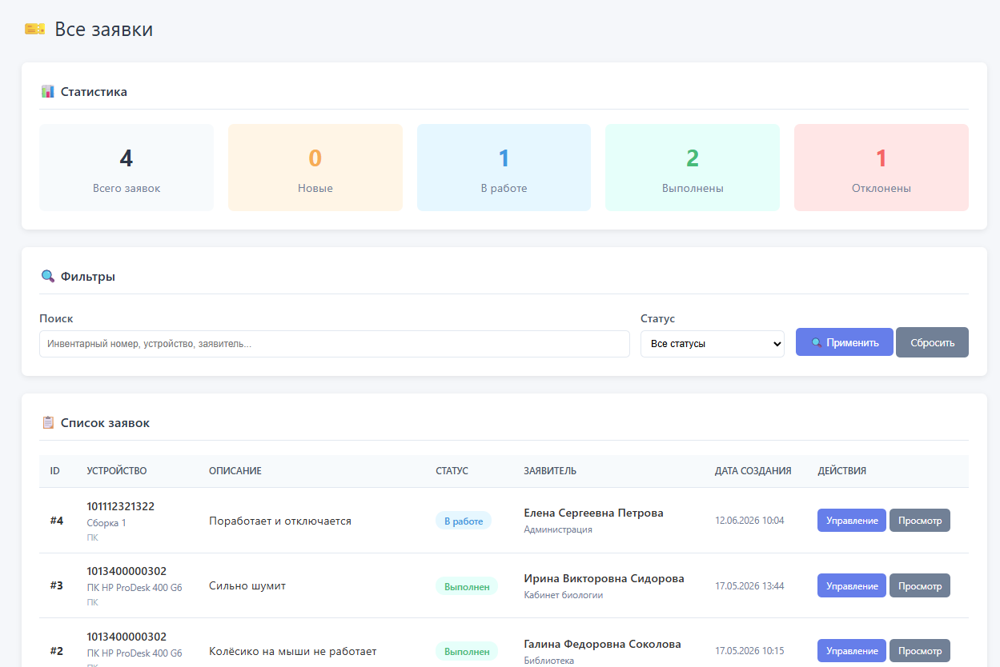 Все заявки
Статистика
4
0
1
2
1
Всего заявок
Новые
В работе
Выполнены
Отклонены
Фильтры
Поиск
Статус
Инвентарный номер, устройство, заявитель...
Все статусы
Применить
Сбросить
Список заявок
ID УСТРОЙСТВО ОПИСАНИЕ СТАТУС ЗАЯВИТЕЛЬ ДАТА СОЗДАНИЯ ДЕЙСТВИЯ
#4
101112321322
Сборка 1
ПК
Поработает и отключается
В работе
Елена Сергеевна Петрова
Администрация
12.06.2026 10:04
Управление
Просмотр
#3
1013400000302
ПК HP ProDesk 400 G6
ПК
Сильно шумит
Выполнен
Ирина Викторовна Сидорова
Кабинет биологии
17.05.2026 13:44
Управление
Просмотр
#2
1013400000302
ПК HP ProDesk 400 G6
ПК
Колёсико на мыши не работает
Выполнен
Галина Федоровна Соколова
Библиотека
17.05.2026 10:15
Управление
Просмотр